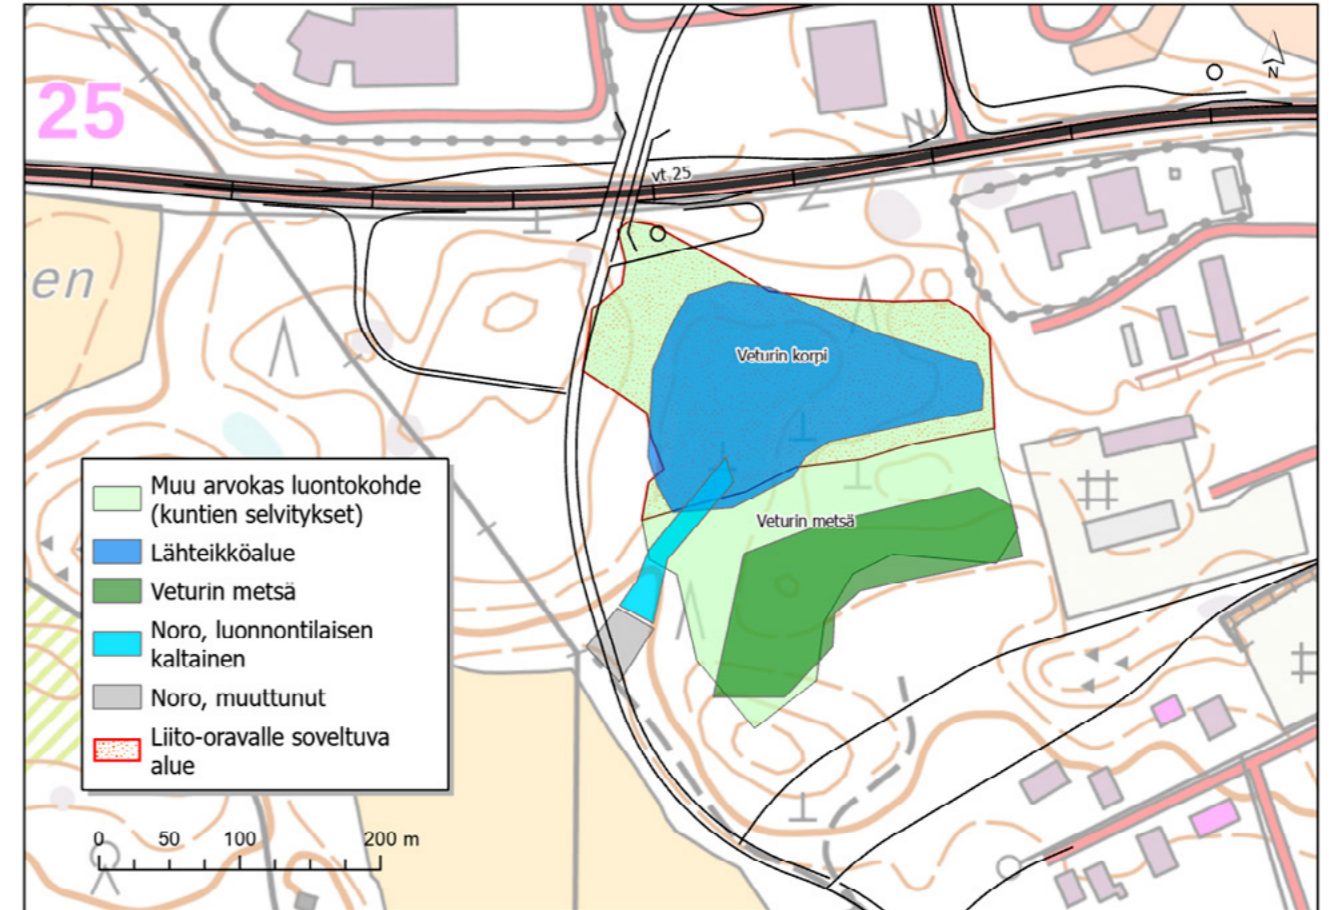 25
N
vt 25
en
Veturin korpi
Veturin metsä
Muu arvokas luontokohde
(kuntien selvitykset)
Lähteikköalue
Veturin metsä
Noro, luonnontilaisen
kaltainen
Noro, muuttunut
Liito-oravalle soveltuva
alue
0 50 100 200 m